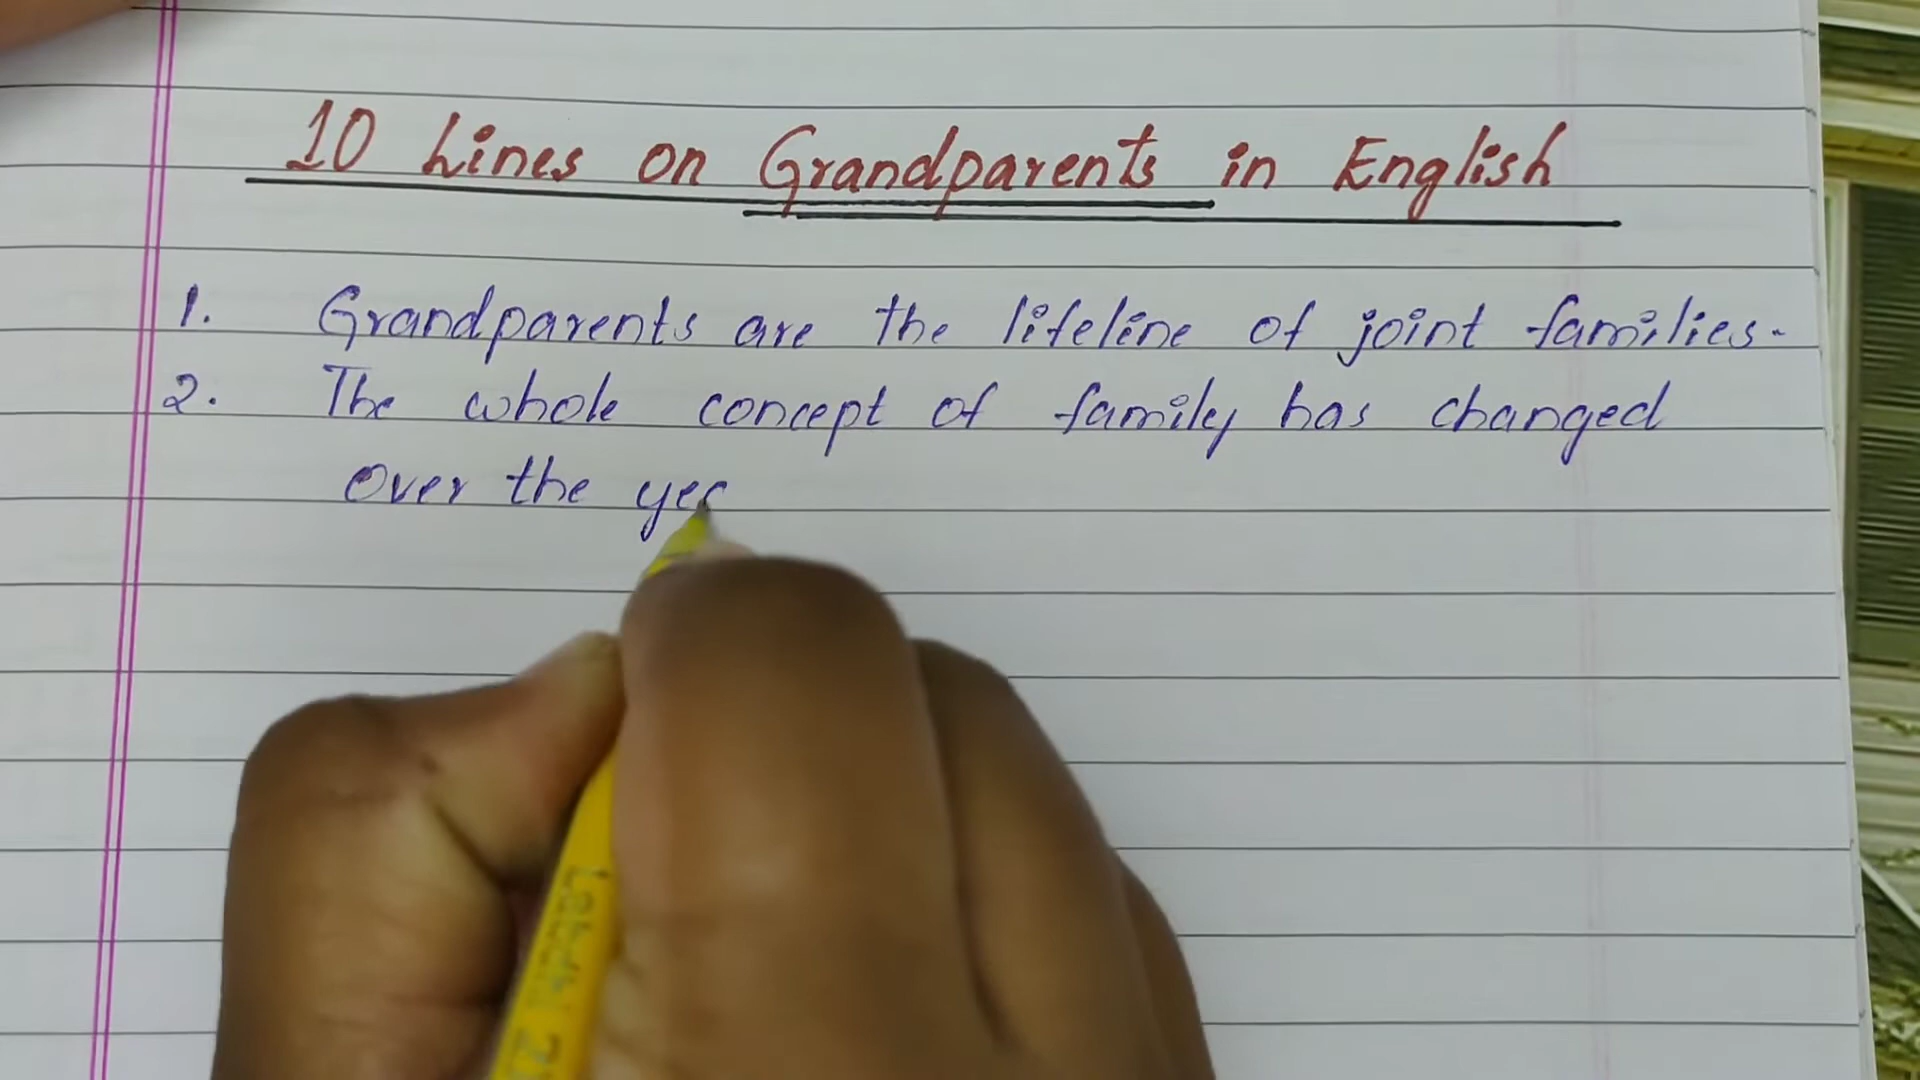 10 Lines on Grandparents in English
1. Grandparents are the lifeline of joint families.
2. The whole concept of family has changed
over the yea